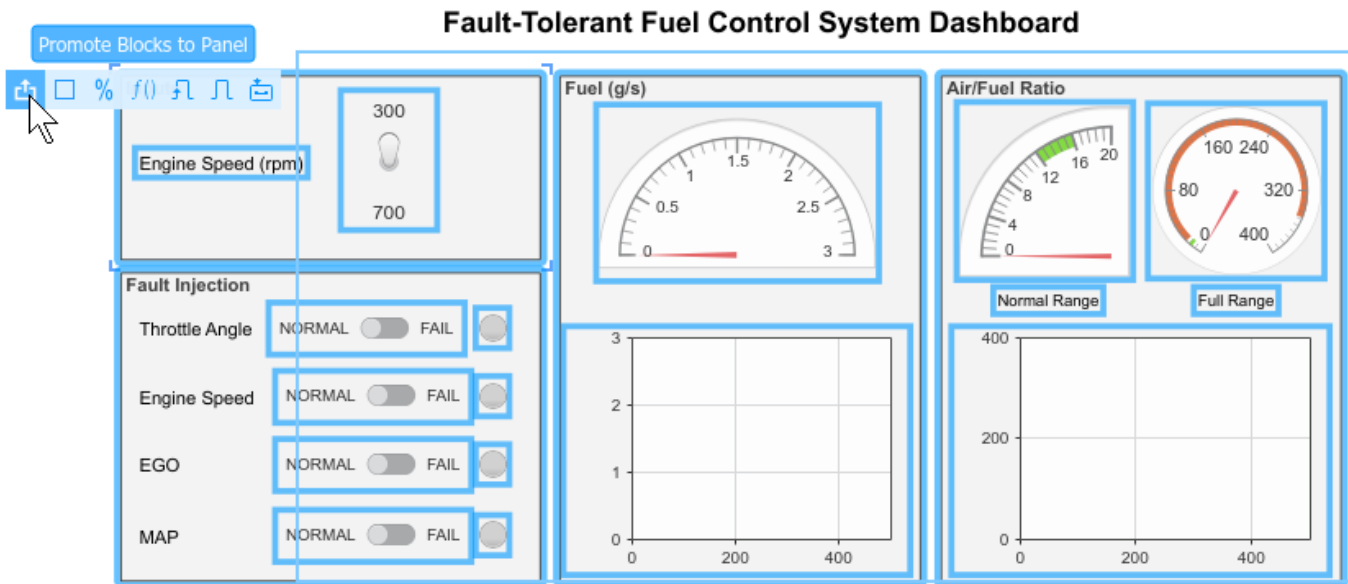 Fault-Tolerant Fuel Control System Dashboard
Promote Blocks to Panel
% f()
300
Engine Speed (rpm)
700
Fuel (g/s)
0
0.5
1
1.5
2
2.5
3
3
2
1
0
0 200 400
Air/Fuel Ratio
0
4
8
12
16
20
0
80
160 240
320
400
Normal Range
Full Range
400
200
0
0 200 400
Fault Injection
Throttle Angle NORMAL FAIL
Engine Speed NORMAL FAIL
EGO NORMAL FAIL
MAP NORMAL FAIL